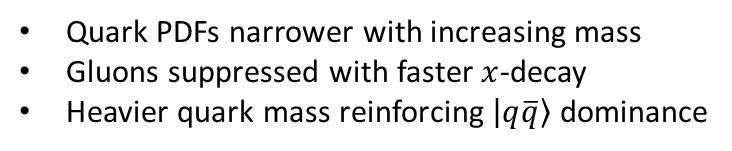 • Quark PDFs narrower with increasing mass
• Gluons suppressed with faster 𝑥-decay
• Heavier quark mass reinforcing |𝑞𝑞̄⟩ dominance